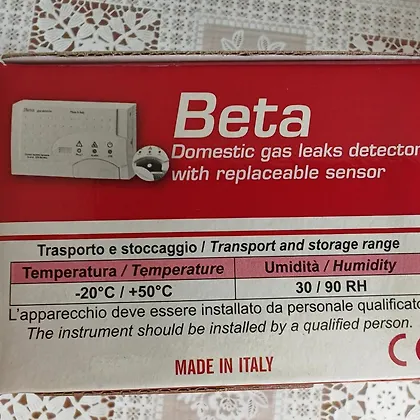 Beta
Domestic gas leaks detector
with replaceable sensor
Trasporto e stoccaggio / Transport and storage range
Temperatura / Temperature Umidità / Humidity
-20°C / +50°C 30 / 90 RH
L'apparecchio deve essere installato da personale qualificato
The instrument should be installed by a qualified person.
MADE IN ITALY
CE